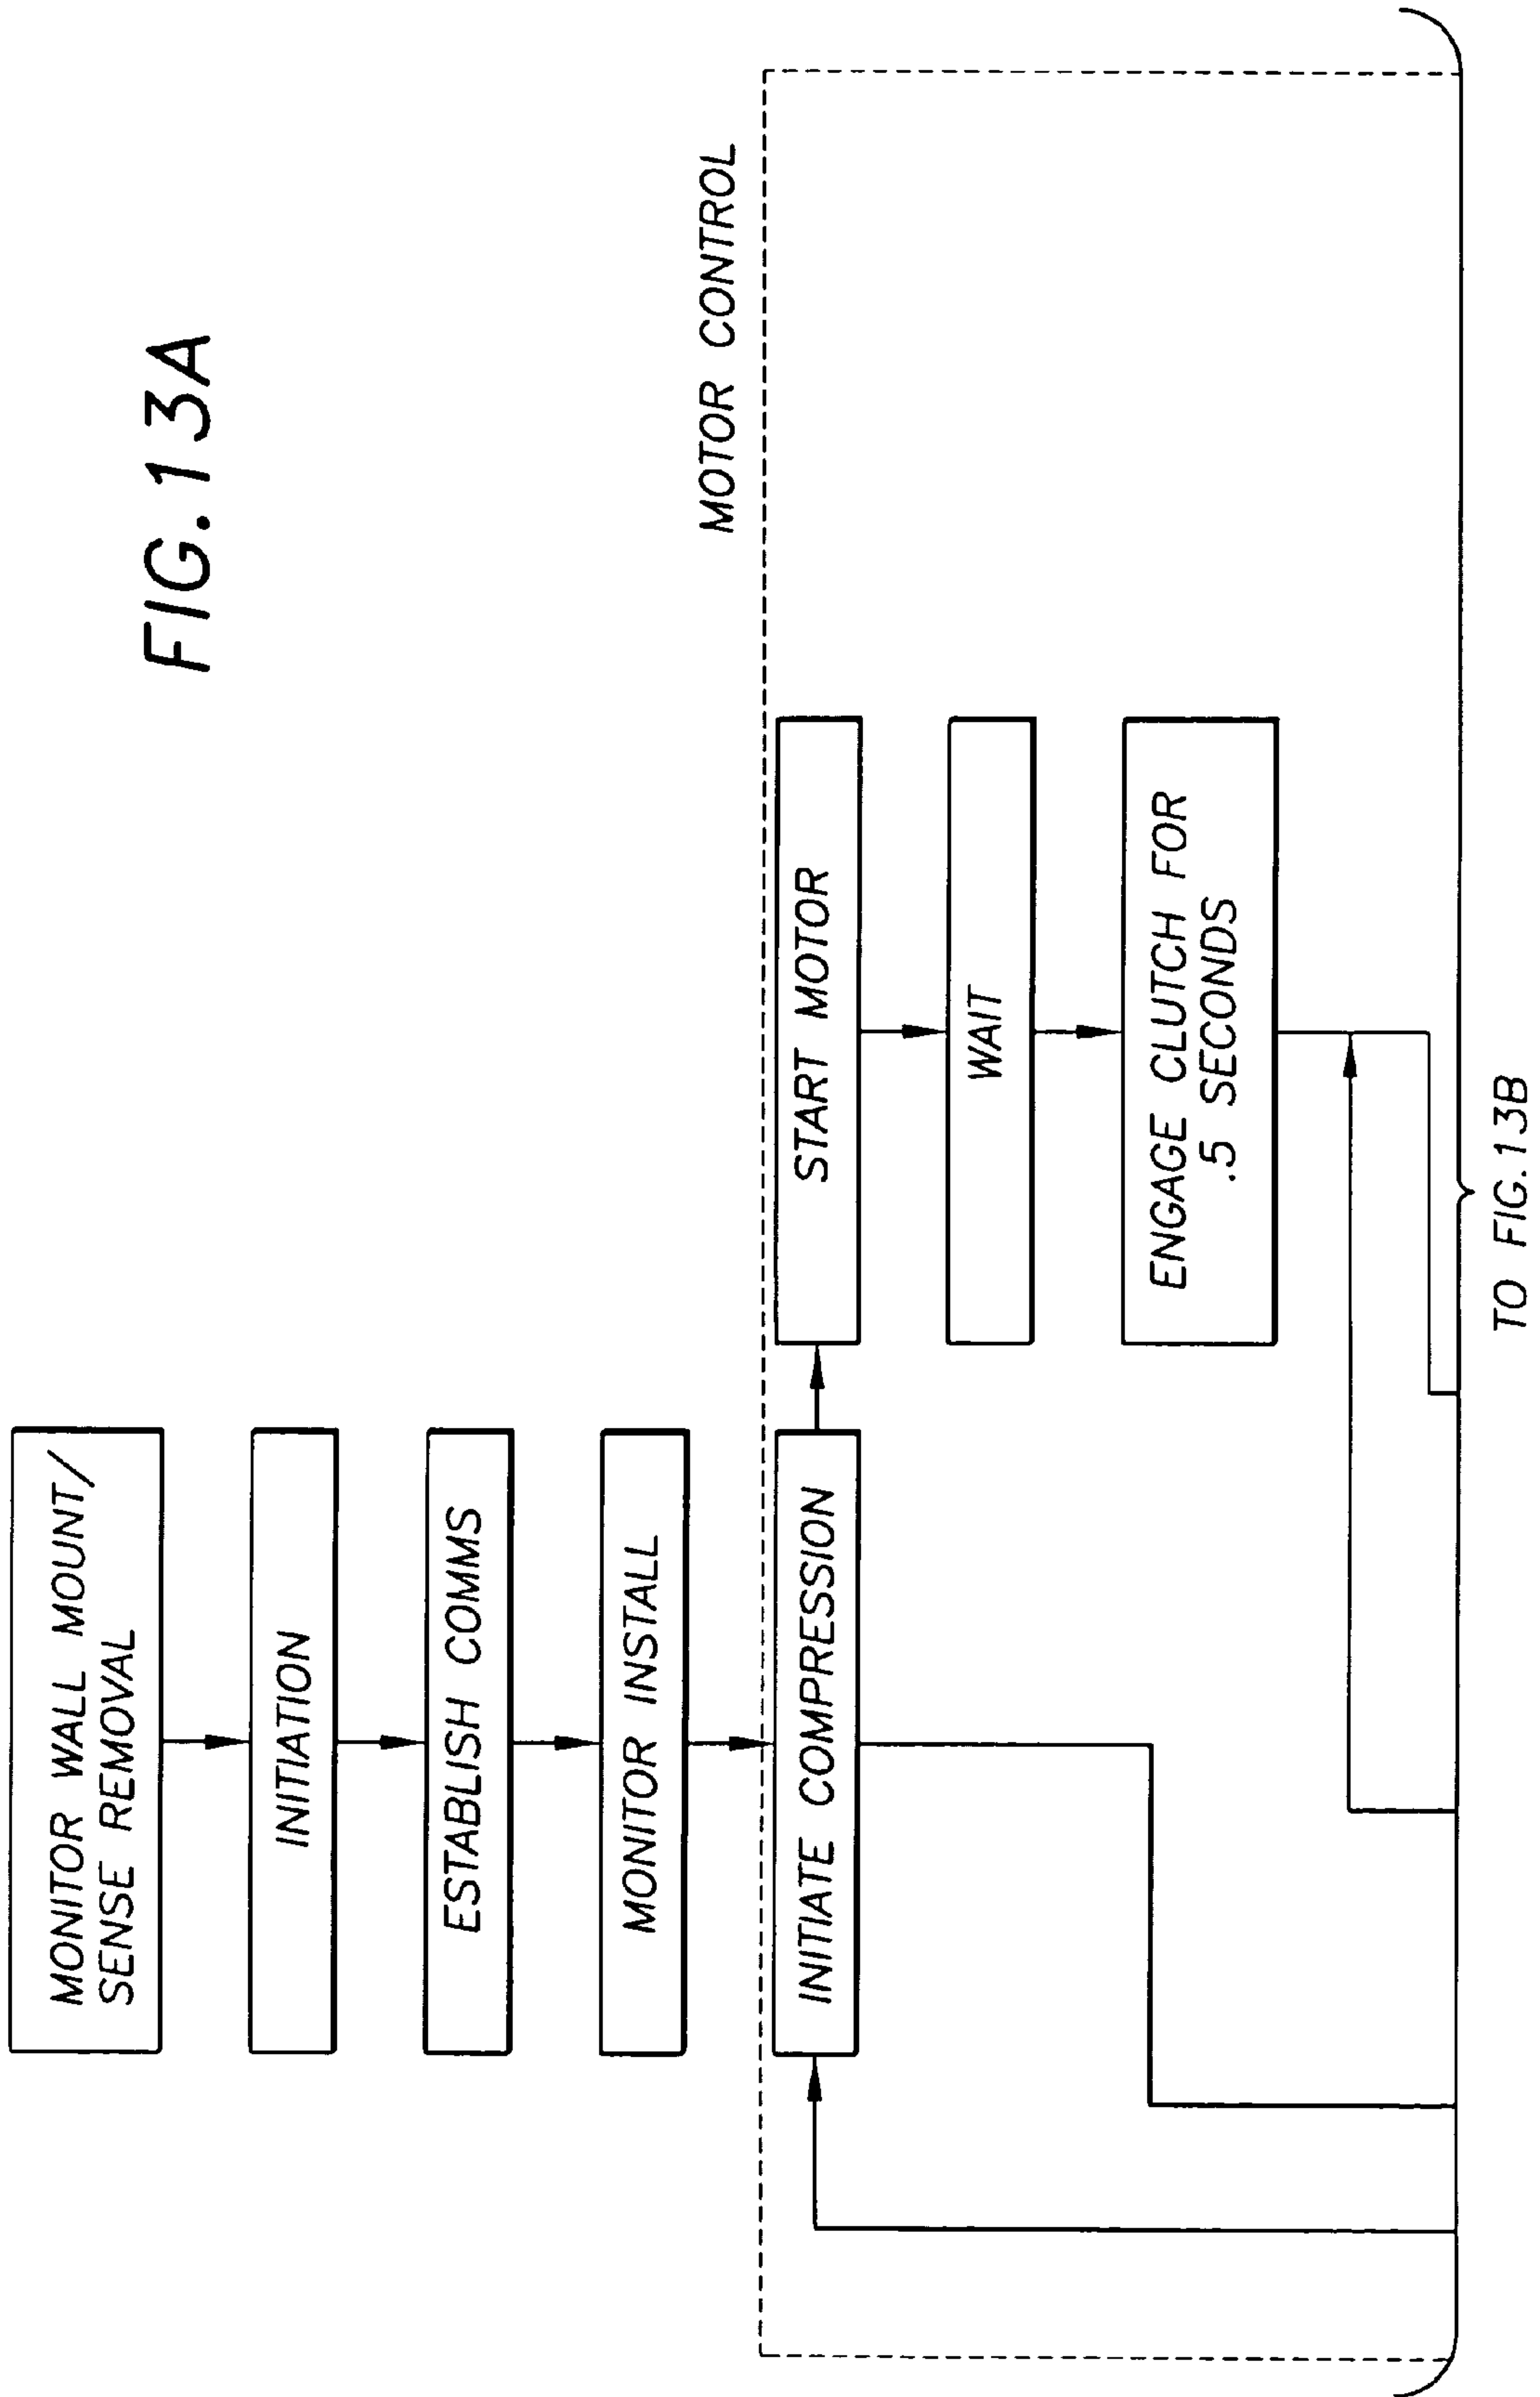 FIG.13A
MONITOR WALL MOUNT/
SENSE REMOVAL
INITIATION
ESTABLISH COMMS
MONITOR INSTALL
MOTOR CONTROL
INITIATE COMPRESSION
START MOTOR
WAIT
ENGAGE CLUTCH FOR
.5 SECONDS
TO FIG.13B